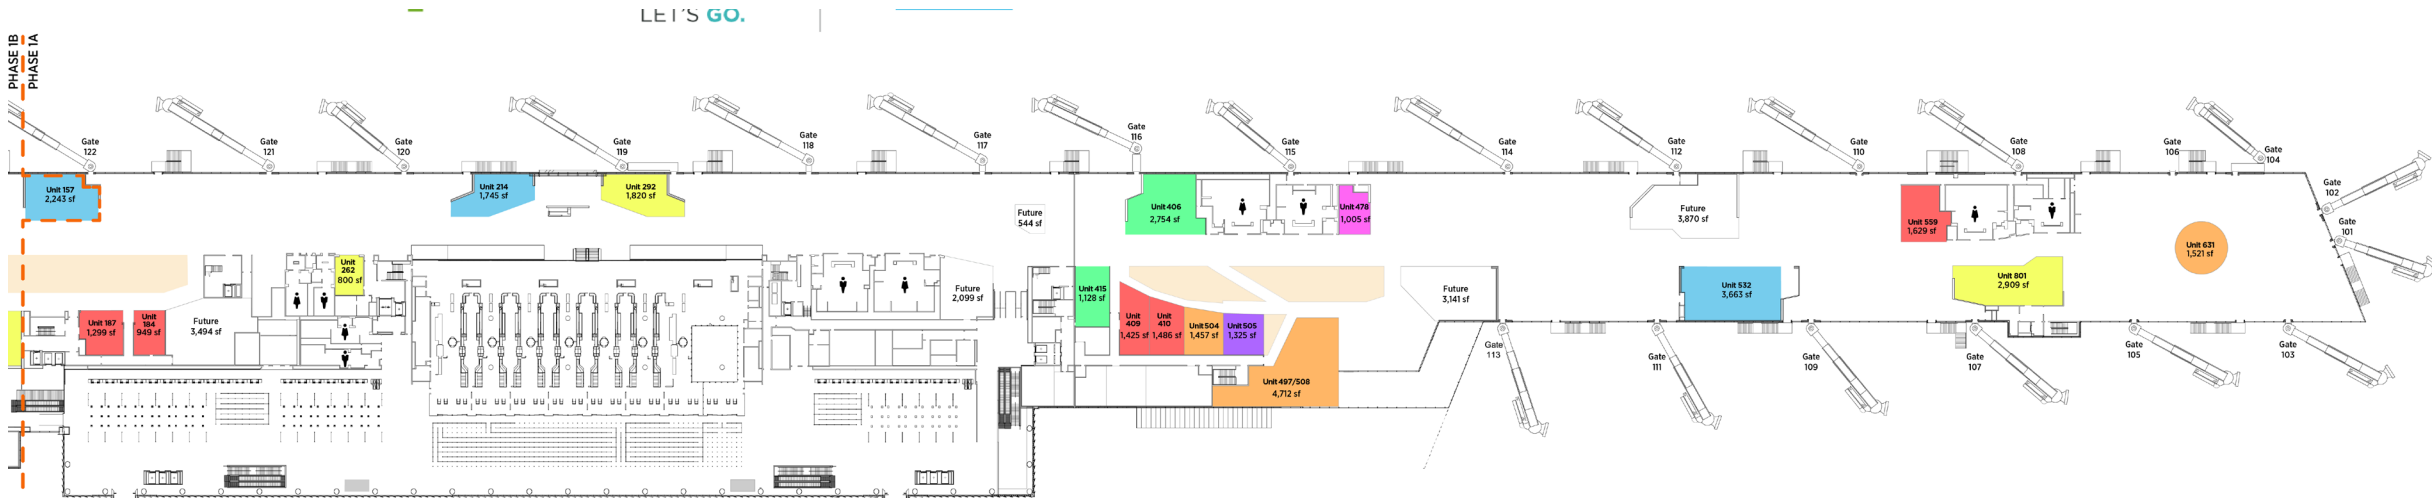 LET'S GO.
PHASE 1B
PHASE 1A
Gate
122
Gate
121
Gate
120
Gate
119
Gate
118
Gate
117
Gate
116
Gate
115
Gate
114
Gate
112
Gate
110
Gate
108
Gate
106
Gate
104
Gate
102
Gate
101
Unit 157
2,243 sf
Unit 214
1,745 sf
Unit 292
1,820 sf
Future
544 sf
Unit 406
2,754 sf
Unit 478
1,005 sf
Future
3,870 sf
Unit 559
1,629 sf
Unit 631
1,521 sf
Unit
262
800 sf
Future
2,099 sf
Unit 415
1,128 sf
Future
3,141 sf
Unit 532
3,663 sf
Unit 801
2,909 sf
Unit 187
1,299 sf
Unit
184
949 sf
Future
3,494 sf
Unit
409
1,425 sf
Unit
410
1,486 sf
Unit 504
1,457 sf
Unit 505
1,325 sf
Unit 497/508
4,712 sf
Gate
113
Gate
111
Gate
109
Gate
107
Gate
105
Gate
103